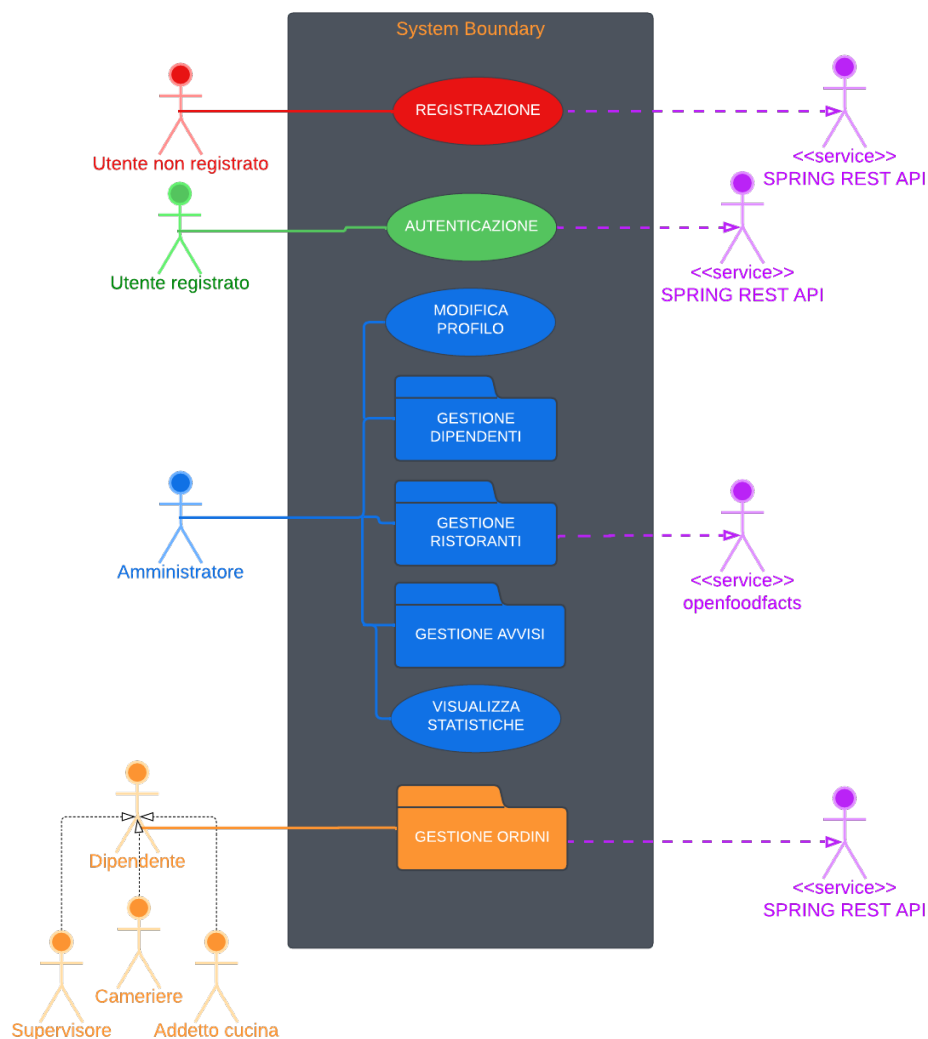 System Boundary
REGISTRAZIONE
Utente non registrato
<<service>>
SPRING REST API
AUTENTICAZIONE
Utente registrato
<<service>>
SPRING REST API
MODIFICA
PROFILO
GESTIONE
DIPENDENTI
Amministratore
GESTIONE
RISTORANTI
<<service>>
openfoodfacts
GESTIONE AVVISI
VISUALIZZA
STATISTICHE
Dipendente
GESTIONE ORDINI
<<service>>
SPRING REST API
Supervisore
Cameriere
Addetto cucina